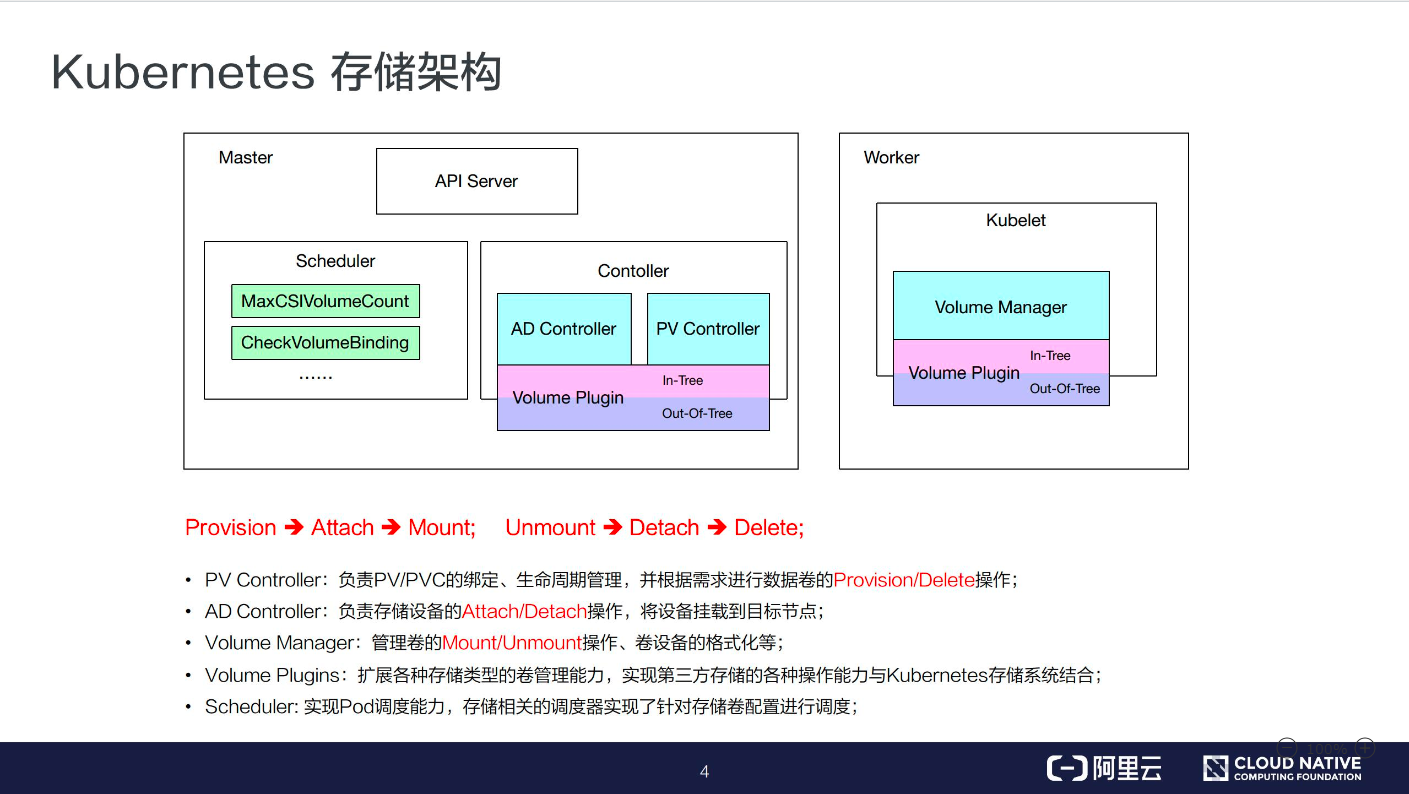 Kubernetes 存储架构
Master
API Server
Scheduler
MaxCSIVolumeCount
CheckVolumeBinding
......
Contoller
AD Controller
PV Controller
Volume Plugin
In-Tree
Out-Of-Tree
Worker
Kubelet
Volume Manager
In-Tree
Volume Plugin
Out-Of-Tree
Provision ➔ Attach ➔ Mount; Unmount ➔ Detach ➔ Delete;
• PV Controller：负责PV/PVC的绑定、生命周期管理，并根据需求进行数据卷的Provision/Delete操作；
• AD Controller：负责存储设备的Attach/Detach操作，将设备挂载到目标节点；
• Volume Manager：管理卷的Mount/Unmount操作、卷设备的格式化等；
• Volume Plugins：扩展各种存储类型的卷管理能力，实现第三方存储的各种操作能力与Kubernetes存储系统结合；
• Scheduler: 实现Pod调度能力，存储相关的调度器实现了针对存储卷配置进行调度；
100%
4
阿里云
CLOUD NATIVE
COMPUTING FOUNDATION